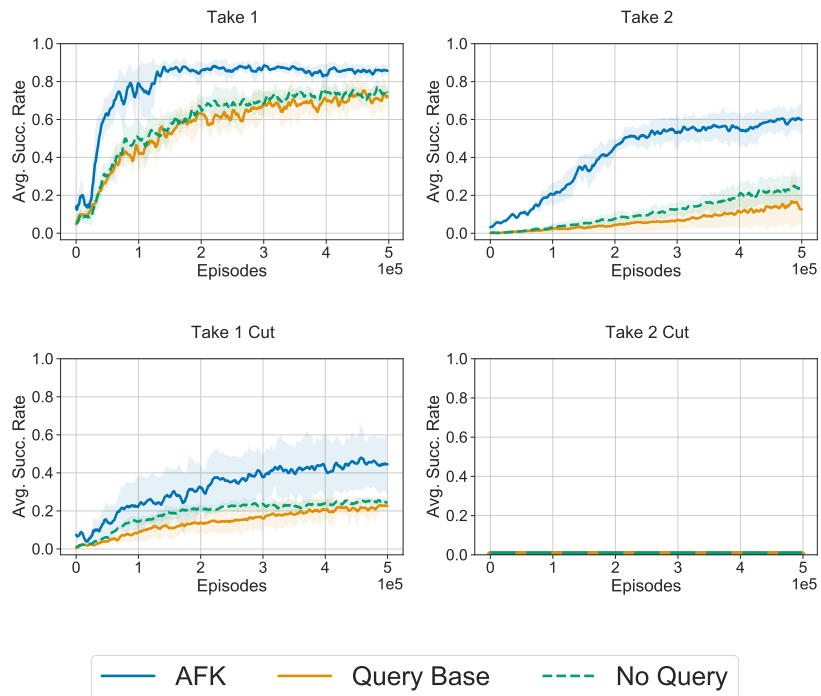 Take 1
Avg. Succ. Rate
1.0
0.8
0.6
0.4
0.2
0.0
0 1 2 3 4 5
Episodes
1e5
Take 2
Avg. Succ. Rate
1.0
0.8
0.6
0.4
0.2
0.0
0 1 2 3 4 5
Episodes
1e5
Take 1 Cut
Avg. Succ. Rate
1.0
0.8
0.6
0.4
0.2
0.0
0 1 2 3 4 5
Episodes
1e5
Take 2 Cut
Avg. Succ. Rate
1.0
0.8
0.6
0.4
0.2
0.0
0 1 2 3 4 5
Episodes
1e5
AFK Query Base No Query